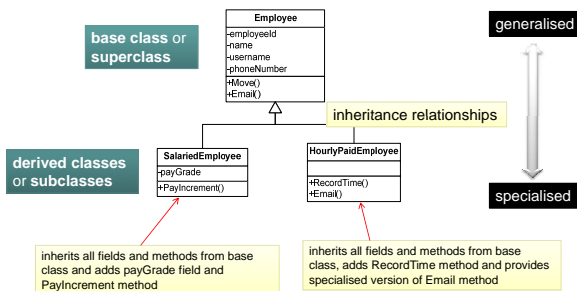 Employee
-employeeId
-name
-username
-phoneNumber
+Move()
+Email()
base class or
superclass
generalised
inheritance relationships
derived classes
or subclasses
SalariedEmployee
-payGrade
+PayIncrement()
HourlyPaidEmployee
+RecordTime()
+Email()
specialised
inherits all fields and methods from base
class and adds payGrade field and
PayIncrement method
inherits all fields and methods from base
class, adds RecordTime method and provides
specialised version of Email method